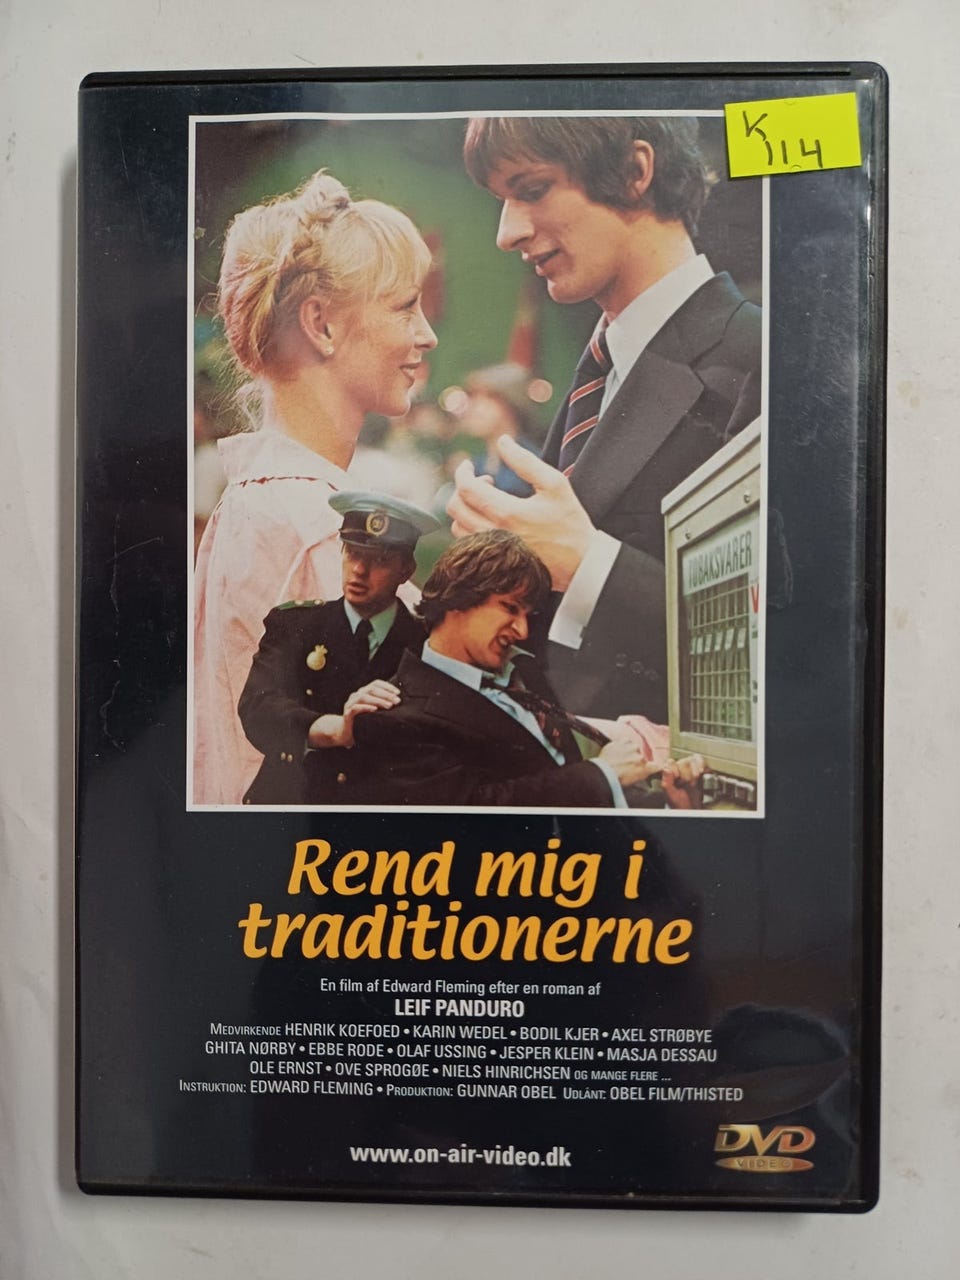 K
114
TOBAKSVARER
Rend mig i
traditionerne
En film af Edward Fleming efter en roman af
LEIF PANDURO
MEDVIRKENDE HENRIK KOEFOED • KARIN WEDEL • BODIL KJER • AXEL STRØBYE
GHITA NØRBY • EBBE RODE • OLAF USSING • JESPER KLEIN • MASJA DESSAU
OLE ERNST • OVE SPROGØE • NIELS HINRICHSEN OG MANGE FLERE ...
INSTRUKTION: EDWARD FLEMING • PRODUKTION: GUNNAR OBEL UDLÅNT: OBEL FILM/THISTED
www.on-air-video.dk
DVD
VIDEO